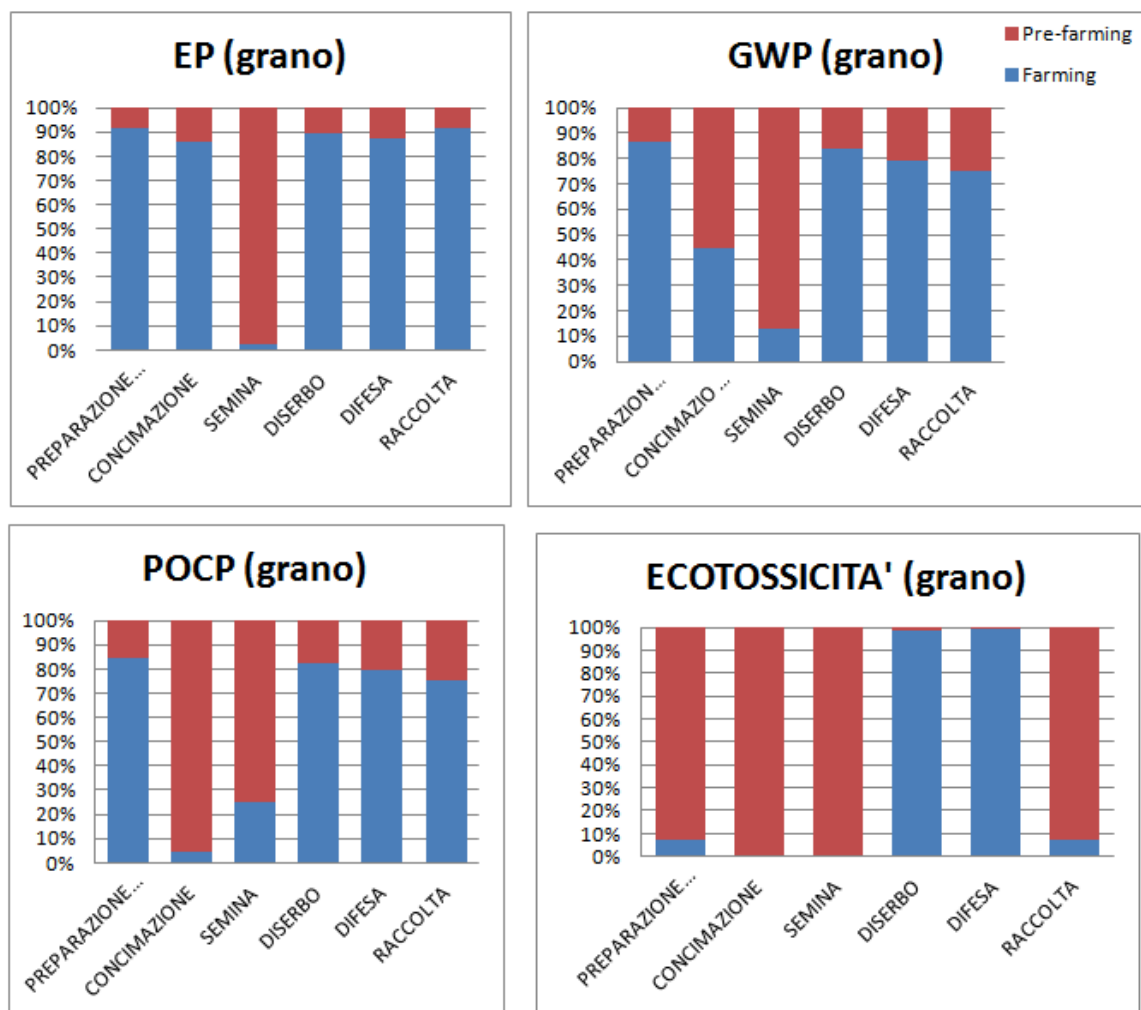 EP (grano)
100%
90%
80%
70%
60%
50%
40%
30%
20%
10%
0%
PREPARAZIONE...
CONCIMAZIONE
SEMINA
DISERBO
DIFESA
RACCOLTA
GWP (grano)
Pre-farming
Farming
100%
90%
80%
70%
60%
50%
40%
30%
20%
10%
0%
PREPARAZION...
CONCIMAZIO ...
SEMINA
DISERBO
DIFESA
RACCOLTA
POCP (grano)
100%
90%
80%
70%
60%
50%
40%
30%
20%
10%
0%
PREPARAZIONE...
CONCIMAZIONE
SEMINA
DISERBO
DIFESA
RACCOLTA
ECOTOSSICITA' (grano)
100%
90%
80%
70%
60%
50%
40%
30%
20%
10%
0%
PREPARAZIONE...
CONCIMAZIONE
SEMINA
DISERBO
DIFESA
RACCOLTA